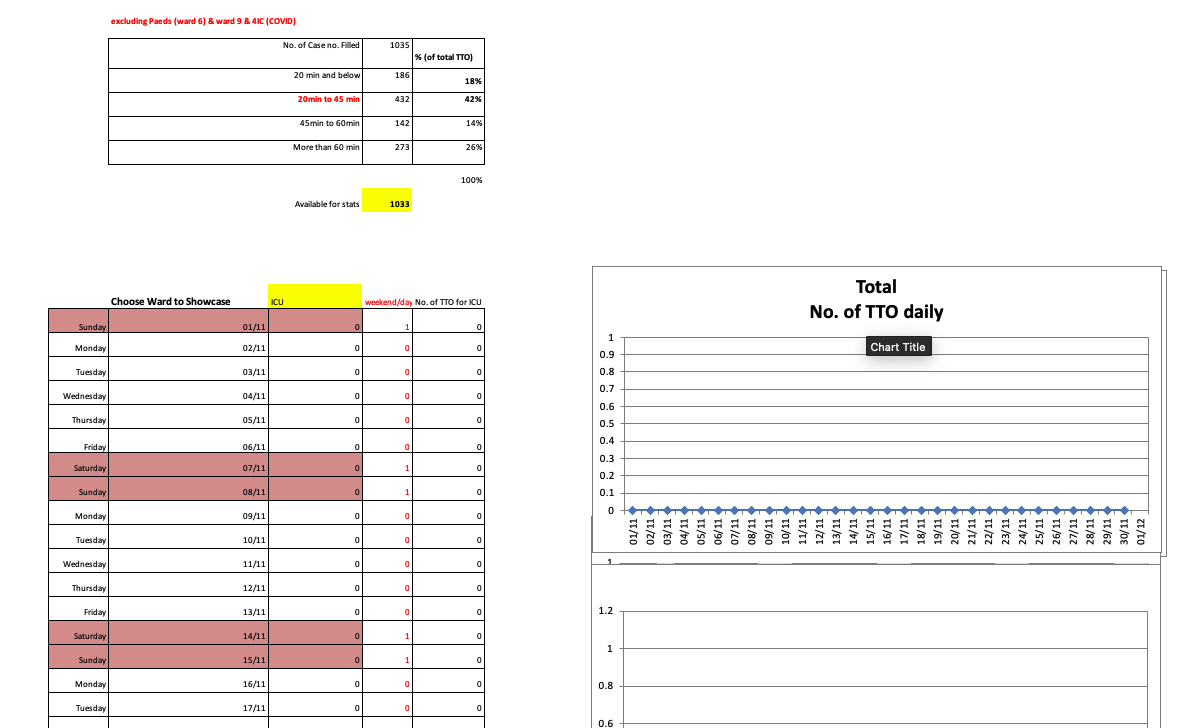 excluding Paeds (ward 6) & ward 9 & 4IC (COVID)
No. of Case no. Filled 1035 % (of total TTO)
20 min and below 186 18%
20min to 45 min 432 42%
45min to 60min 142 14%
More than 60 min 273 26%
100%
Available for stats 1033
Choose Ward to Showcase ICU weekend/day No. of TTO for ICU
Sunday 01/11 0 1 0
Monday 02/11 0 0 0
Tuesday 03/11 0 0 0
Wednesday 04/11 0 0 0
Thursday 05/11 0 0 0
Friday 06/11 0 0 0
Saturday 07/11 0 1 0
Sunday 08/11 0 1 0
Monday 09/11 0 0 0
Tuesday 10/11 0 0 0
Wednesday 11/11 0 0 0
Thursday 12/11 0 0 0
Friday 13/11 0 0 0
Saturday 14/11 0 1 0
Sunday 15/11 0 1 0
Monday 16/11 0 0 0
Tuesday 17/11 0 0 0
Total
No. of TTO daily
Chart Title
1
0.9
0.8
0.7
0.6
0.5
0.4
0.3
0.2
0.1
0
01/11 02/11 03/11 04/11 05/11 06/11 07/11 08/11 09/11 10/11 11/11 12/11 13/11 14/11 15/11 16/11 17/11 18/11 19/11 20/11 21/11 22/11 23/11 24/11 25/11 26/11 27/11 28/11 29/11 30/11 01/12
1
1.2
1
0.8
0.6